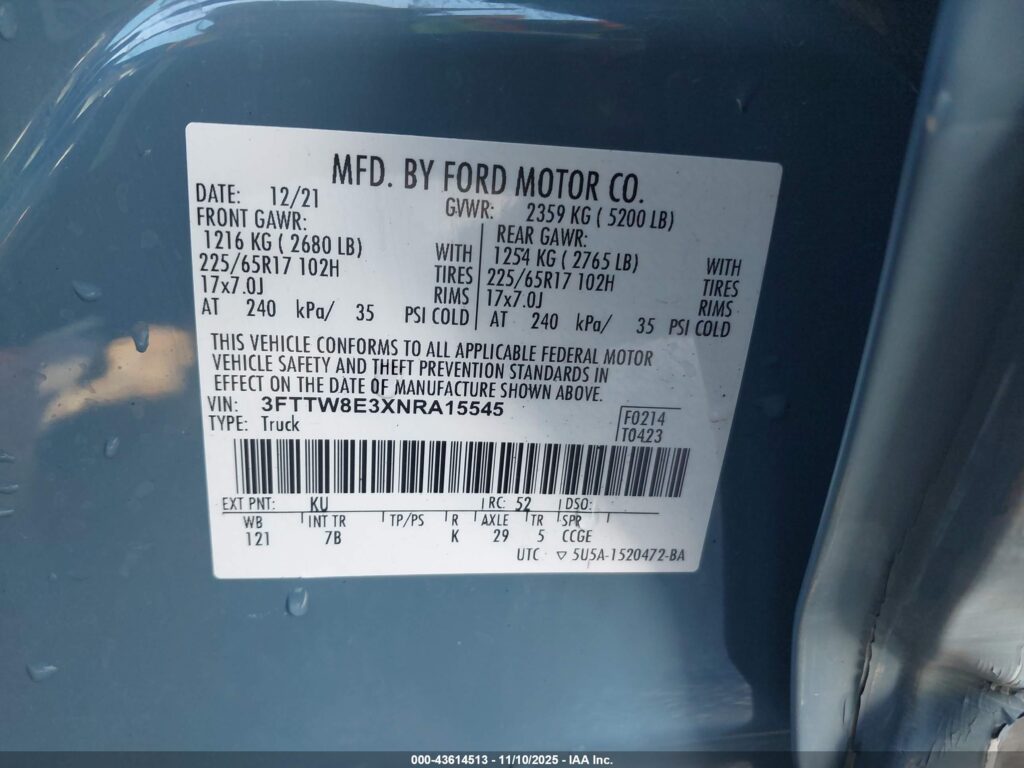 MFD. BY FORD MOTOR CO.
DATE: 12/21 GVWR: 2359 KG ( 5200 LB)
FRONT GAWR: REAR GAWR:
1216 KG ( 2680 LB) WITH 1254 KG ( 2765 LB) WITH
225/65R17 102H TIRES 225/65R17 102H TIRES
17x7.0J RIMS 17x7.0J RIMS
AT 240 kPa/ 35 PSI COLD AT 240 kPa/ 35 PSI COLD
THIS VEHICLE CONFORMS TO ALL APPLICABLE FEDERAL MOTOR
VEHICLE SAFETY AND THEFT PREVENTION STANDARDS IN
EFFECT ON THE DATE OF MANUFACTURE SHOWN ABOVE.
VIN: 3FTTW8E3XNRA15545 F0214
TYPE: Truck T0423
EXT PNT: KU RC: 52 DSO:
WB INT TR TP/PS R AXLE TR SPR
121 7B K 29 5 CCGE
UTC ▽ 5U5A-1520472-BA
000-43614513 - 11/10/2025 - IAA Inc.